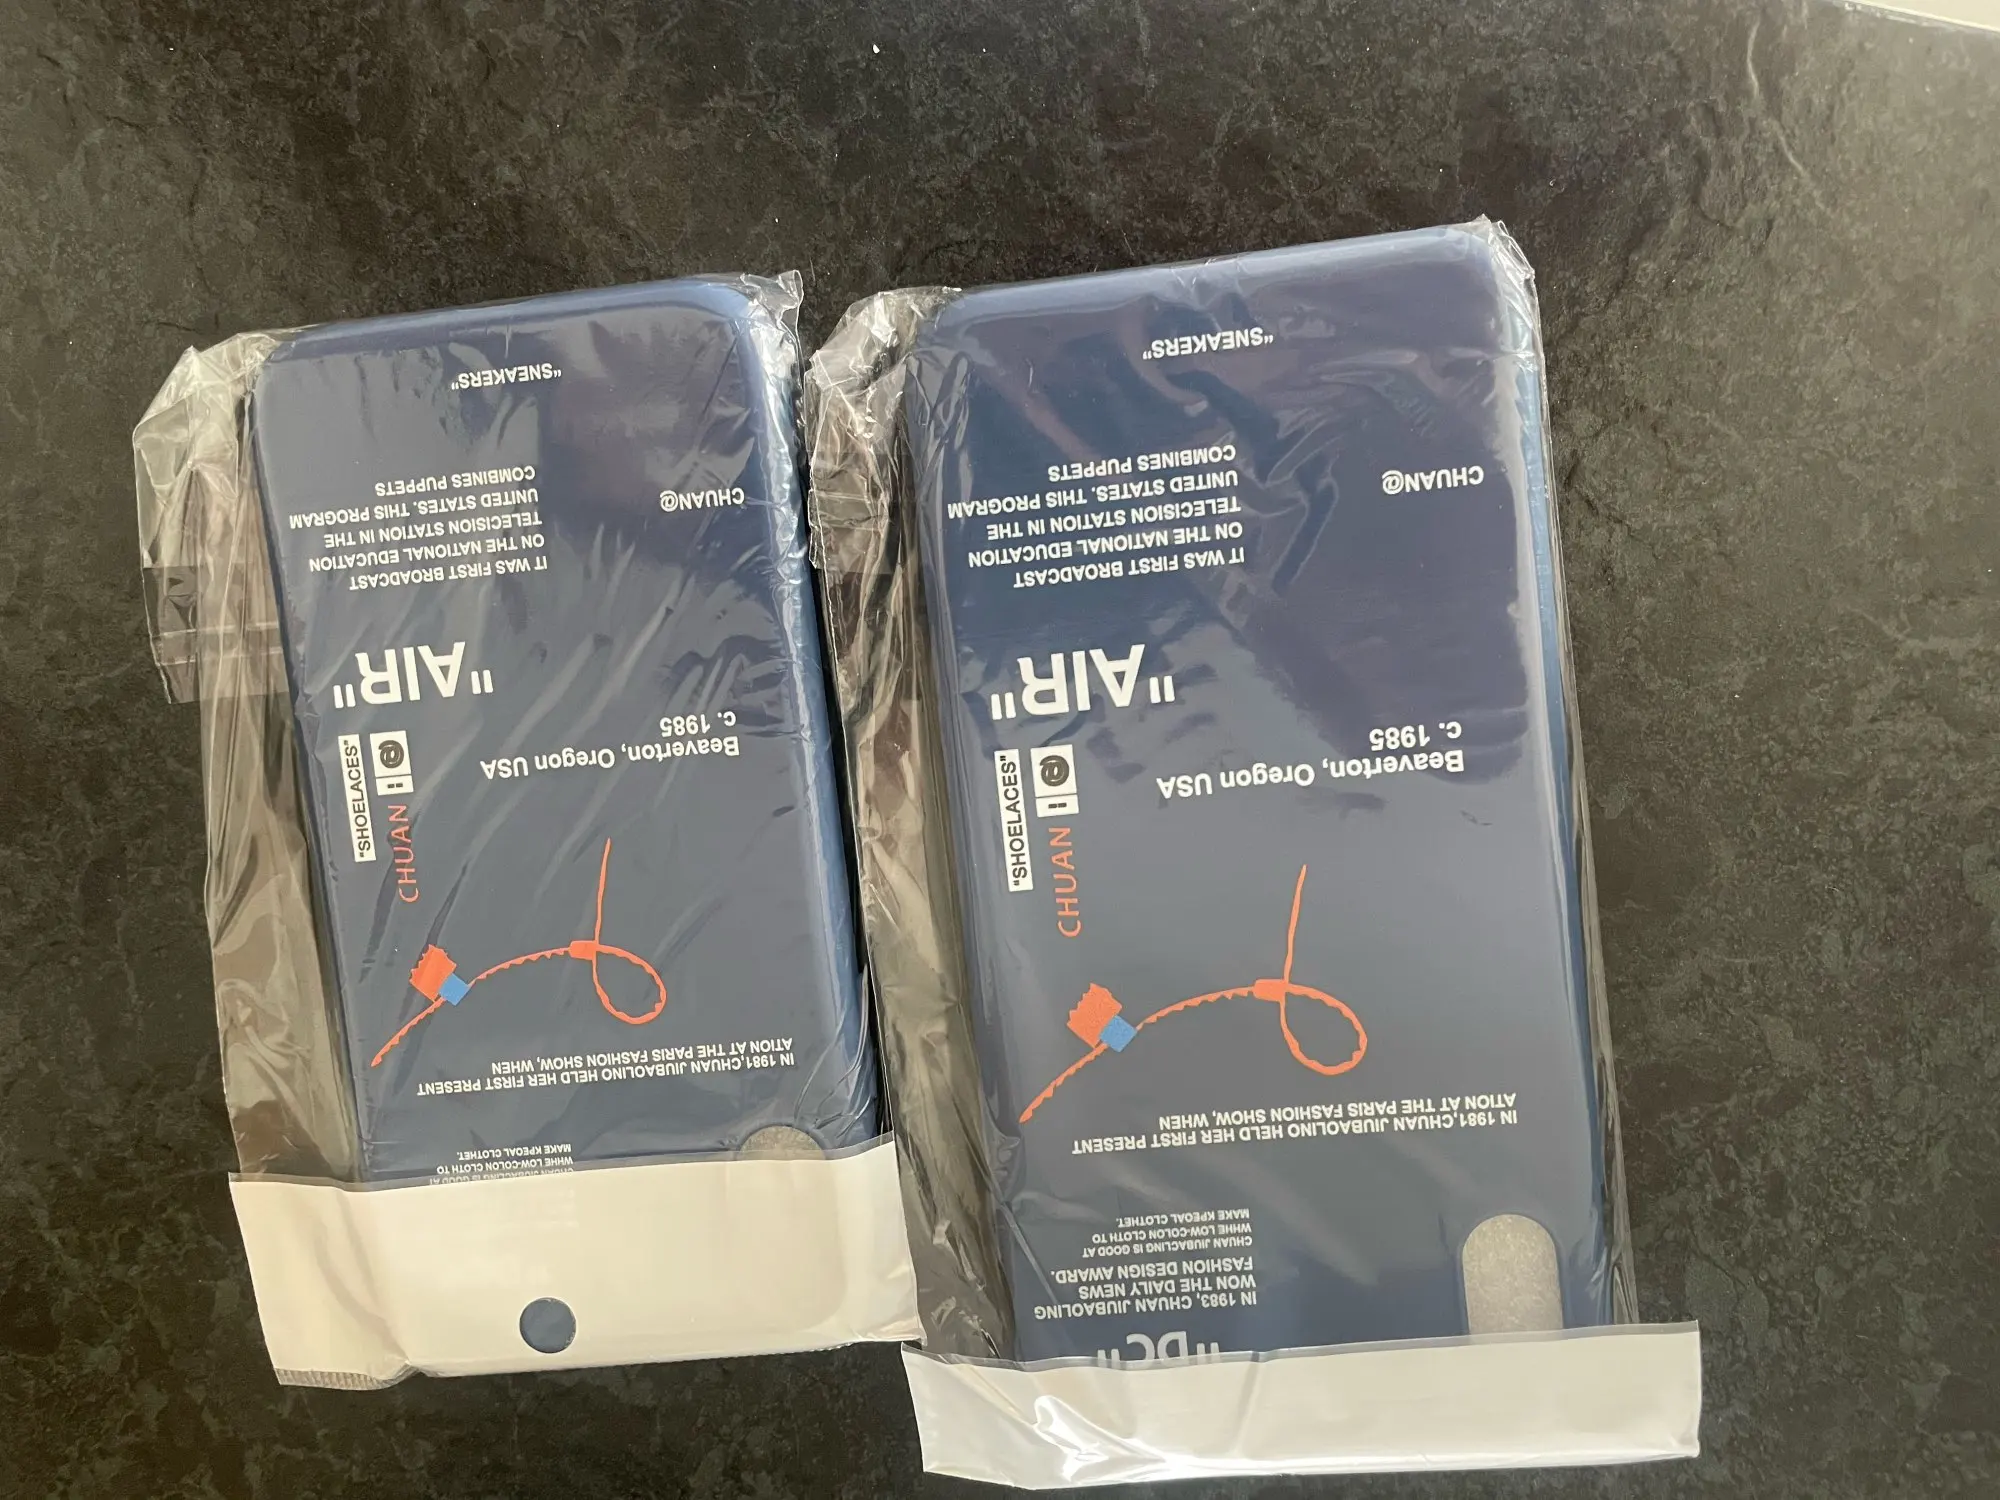 "DC"
IN 1983, CHUAN JIUBAOLING
WON THE DAILY NEWS
FASHION DESIGN AWARD.
CHUAN JIUBACLING IS GOOD AT
WHHE LOW-COLON CLOTH TO
MAKE KPEOAL CLOTHET.
IN 1981,CHUAN JIUBAOLINO HELD HER FIRST PRESENT
ATION AT THE PARIS FASHION SHOW, WHEN
CHUAN :@
"SHOELACES"
Beaverton, Oregon USA
c. 1985
"AIR"
IT WAS FIRST BROADCAST
ON THE NATIONAL EDUCATION
TELECISION STATION IN THE
UNITED STATES. THIS PROGRAM
COMBINES PUPPETS
CHUAN@
"SNEAKERS"
CHUAN JIUBACLING IS GOOD AT
WHHE LOW-COLON CLOTH TO
MAKE KPEOAL CLOTHET.
IN 1981,CHUAN JIUBAOLINO HELD HER FIRST PRESENT
ATION AT THE PARIS FASHION SHOW, WHEN
CHUAN :@
"SHOELACES"
Beaverton, Oregon USA
c. 1985
"AIR"
IT WAS FIRST BROADCAST
ON THE NATIONAL EDUCATION
TELECISION STATION IN THE
UNITED STATES. THIS PROGRAM
COMBINES PUPPETS
CHUAN@
"SNEAKERS"